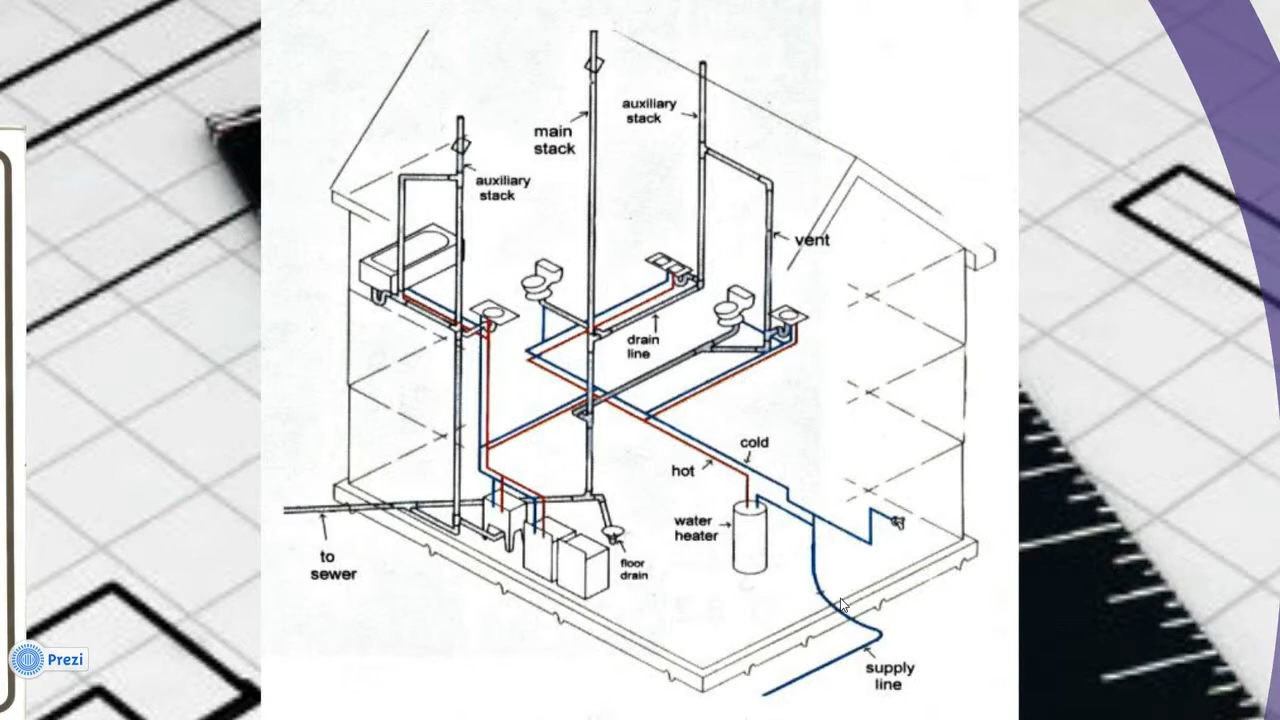 main
stack
auxiliary
stack
auxiliary
stack
vent
drain
line
cold
hot
water
heater
to
sewer
floor
drain
supply
line
Prezi